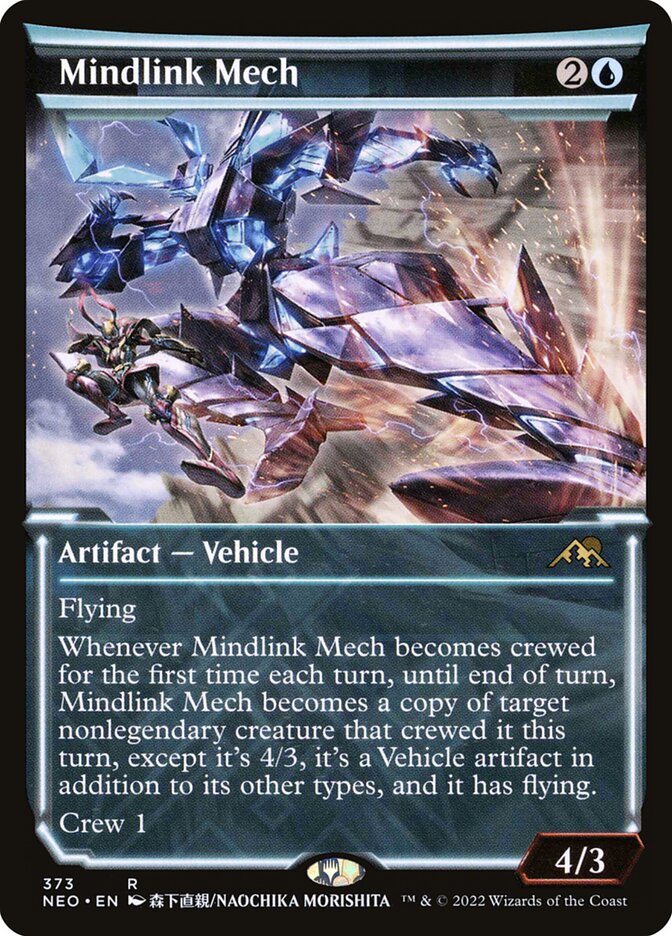 Mindlink Mech 2
Artifact — Vehicle
Flying
Whenever Mindlink Mech becomes crewed
for the first time each turn, until end of turn,
Mindlink Mech becomes a copy of target
nonlegendary creature that crewed it this
turn, except it's 4/3, it's a Vehicle artifact in
addition to its other types, and it has flying.
Crew 1
4/3
373 R
NEO • EN 森下直親/NAOCHIKA MORISHITA ™ & © 2022 Wizards of the Coast